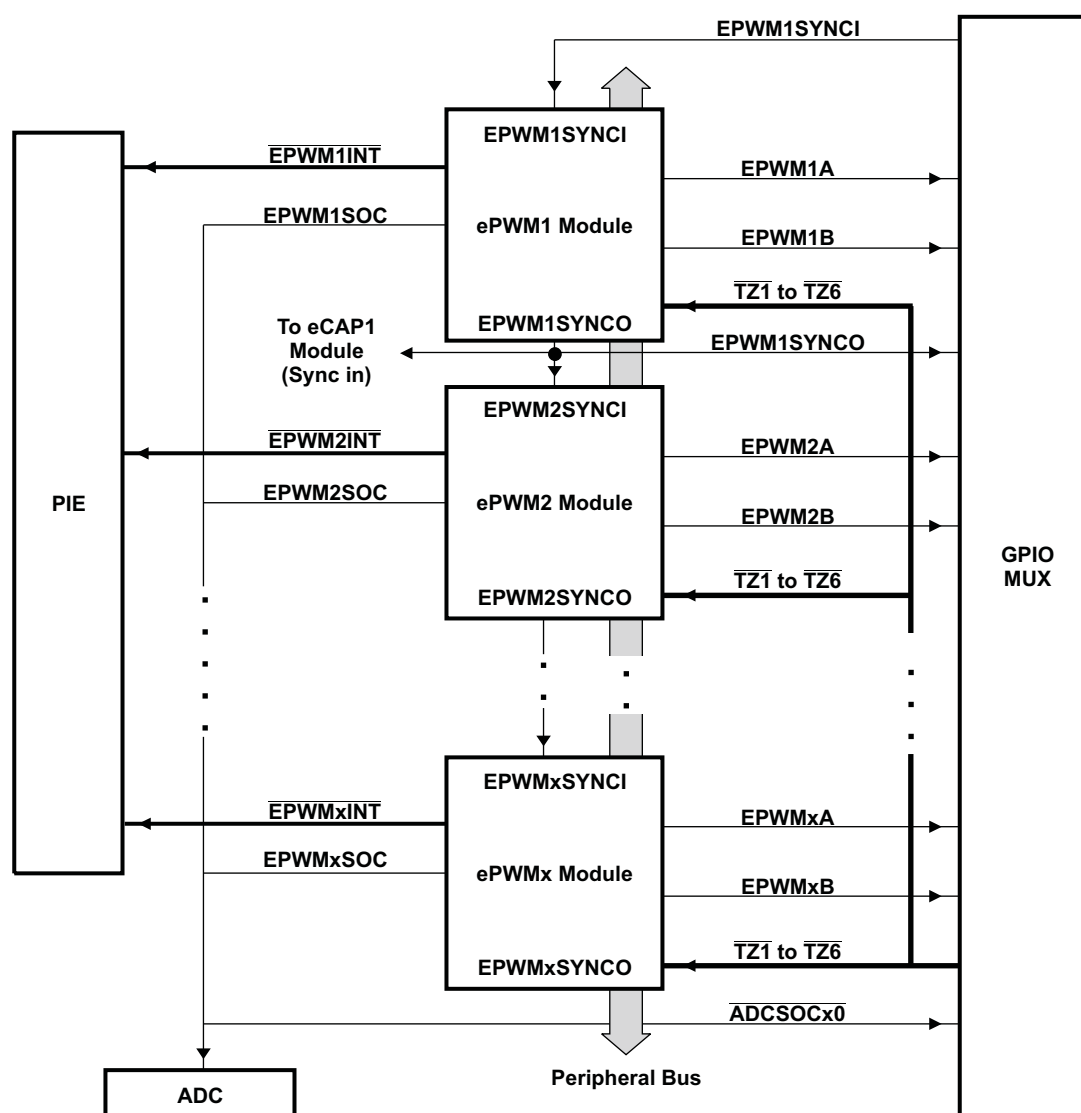 EPWM1SYNCI
EPWM1SYNCI
EPWM1INT
EPWM1A
EPWM1SOC
ePWM1 Module
EPWM1B
TZ1 to TZ6
EPWM1SYNCO
To eCAP1
Module
(Sync in)
EPWM1SYNCO
EPWM2SYNCI
EPWM2INT
EPWM2A
EPWM2SOC
ePWM2 Module
PIE
EPWM2B
GPIO
MUX
TZ1 to TZ6
EPWM2SYNCO
EPWMxSYNCI
EPWMxINT
EPWMxA
EPWMxSOC
ePWMx Module
EPWMxB
TZ1 to TZ6
EPWMxSYNCO
ADCSOCx0
Peripheral Bus
ADC